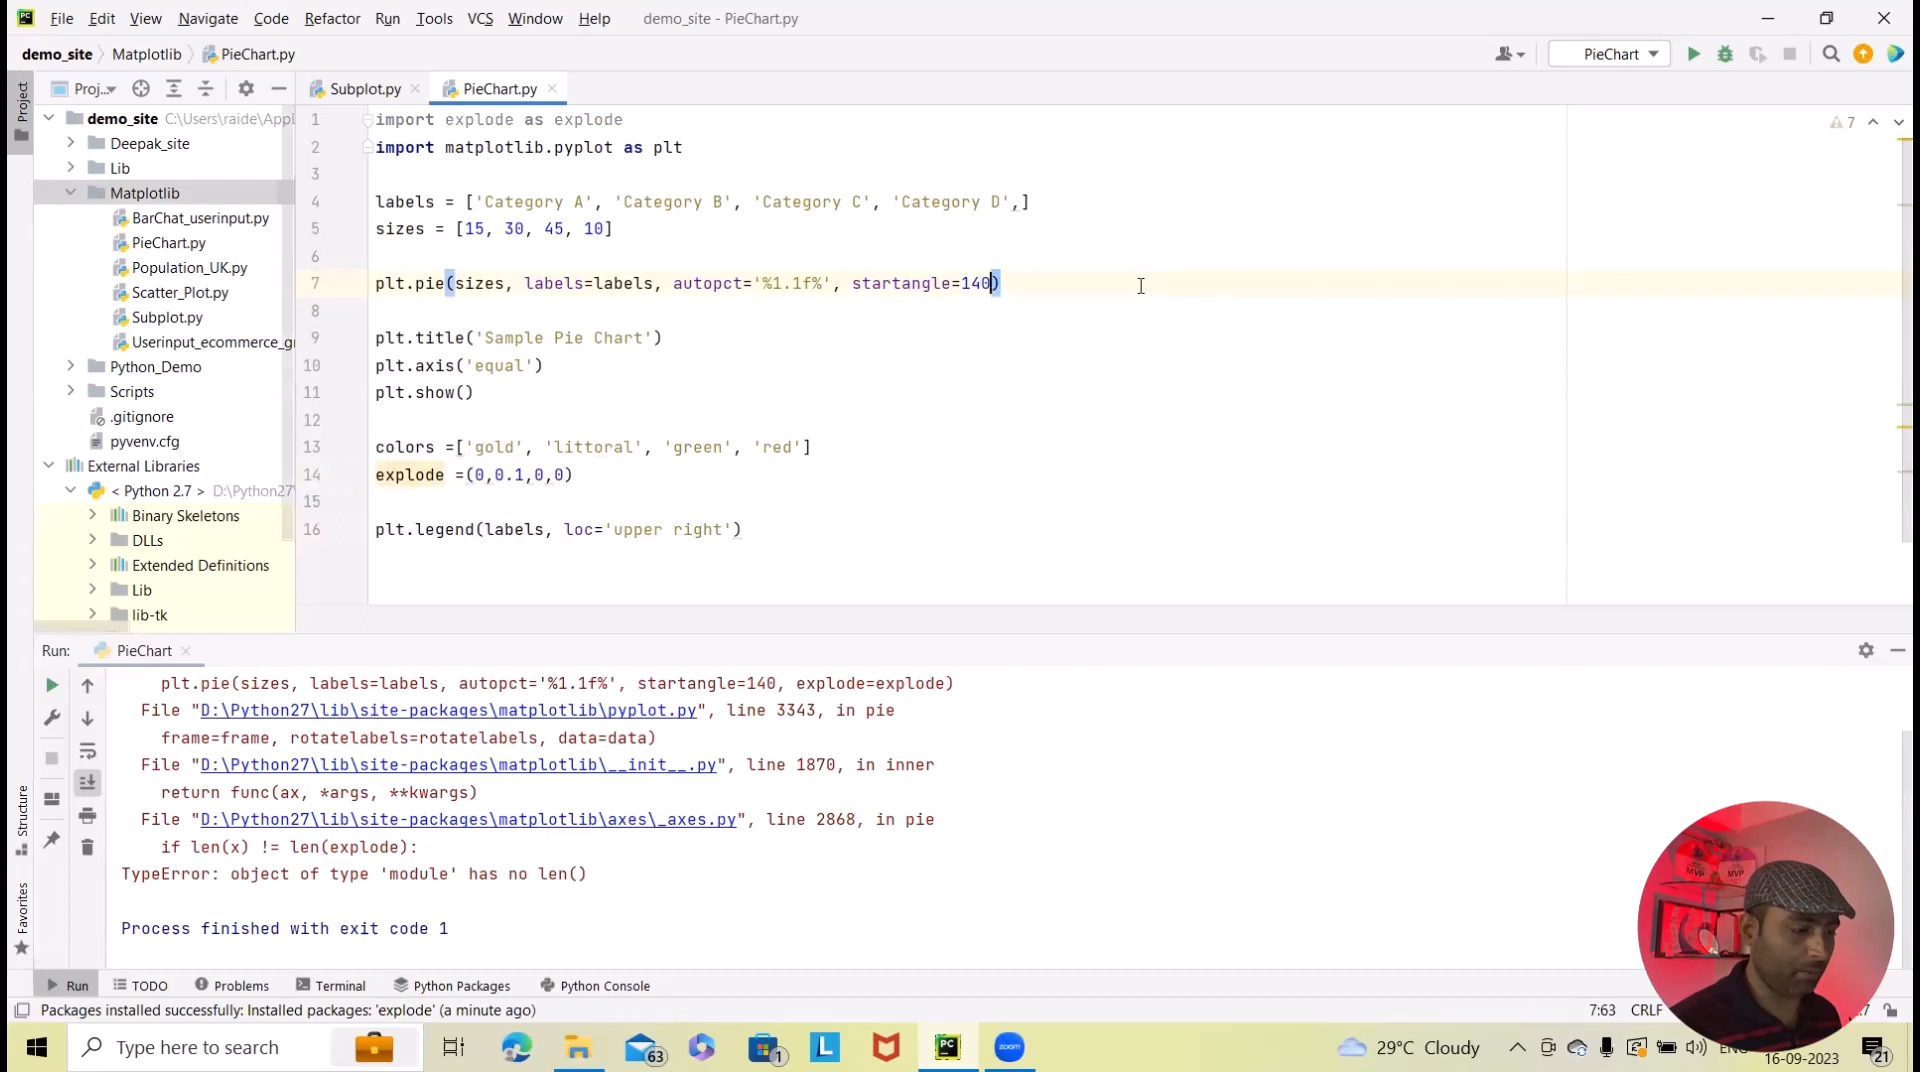 File Edit View Navigate Code Refactor Run Tools VCS Window Help demo_site - PieChart.py
demo_site Matplotlib PieChart.py PieChart
Proj... Subplot.py PieChart.py
Project
demo_site C:\Users\raide\AppD
Deepak_site
Lib
Matplotlib
BarChat_userinput.py
PieChart.py
Population_UK.py
Scatter_Plot.py
Subplot.py
Userinput_ecommerce_gr
Python_Demo
Scripts
.gitignore
pyvenv.cfg
External Libraries
< Python 2.7 > D:\Python27\
Binary Skeletons
DLLs
Extended Definitions
Lib
lib-tk
1 import explode as explode
2 import matplotlib.pyplot as plt
3
4 labels = ['Category A', 'Category B', 'Category C', 'Category D',]
5 sizes = [15, 30, 45, 10]
6
7 plt.pie(sizes, labels=labels, autopct='%1.1f%', startangle=140)
8
9 plt.title('Sample Pie Chart')
10 plt.axis('equal')
11 plt.show()
12
13 colors =['gold', 'littoral', 'green', 'red']
14 explode =(0,0.1,0,0)
15
16 plt.legend(labels, loc='upper right')
7
Run: PieChart
plt.pie(sizes, labels=labels, autopct='%1.1f%', startangle=140, explode=explode)
File "D:\Python27\lib\site-packages\matplotlib\pyplot.py", line 3343, in pie
frame=frame, rotatelabels=rotatelabels, data=data)
File "D:\Python27\lib\site-packages\matplotlib\__init__.py", line 1870, in inner
return func(ax, *args, **kwargs)
File "D:\Python27\lib\site-packages\matplotlib\axes\_axes.py", line 2868, in pie
if len(x) != len(explode):
TypeError: object of type 'module' has no len()
Process finished with exit code 1
Structure
Favorites
MVP MVP
Run TODO Problems Terminal Python Packages Python Console
Packages installed successfully: Installed packages: 'explode' (a minute ago) 7:63 CRLF
Type here to search 63 1 L zoom 29°C Cloudy
16-09-2023 21